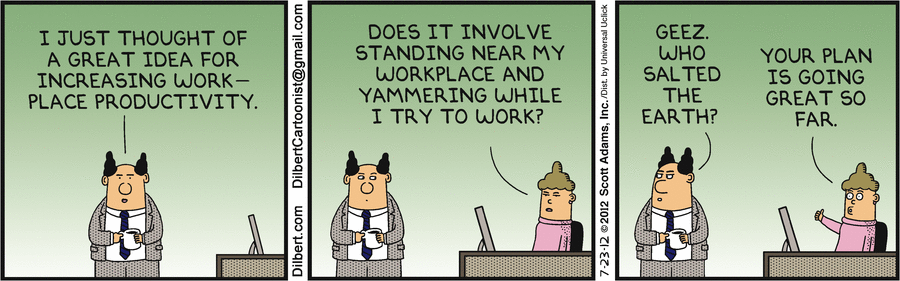 I JUST THOUGHT OF
A GREAT IDEA FOR
INCREASING WORK-
PLACE PRODUCTIVITY.
Dilbert.com DilbertCartoonist@gmail.com
DOES IT INVOLVE
STANDING NEAR MY
WORKPLACE AND
YAMMERING WHILE
I TRY TO WORK?
7-23-12 © 2012 Scott Adams, Inc. /Dist. by Universal Uclick
GEEZ.
WHO
SALTED
THE
EARTH?
YOUR PLAN
IS GOING
GREAT SO
FAR.